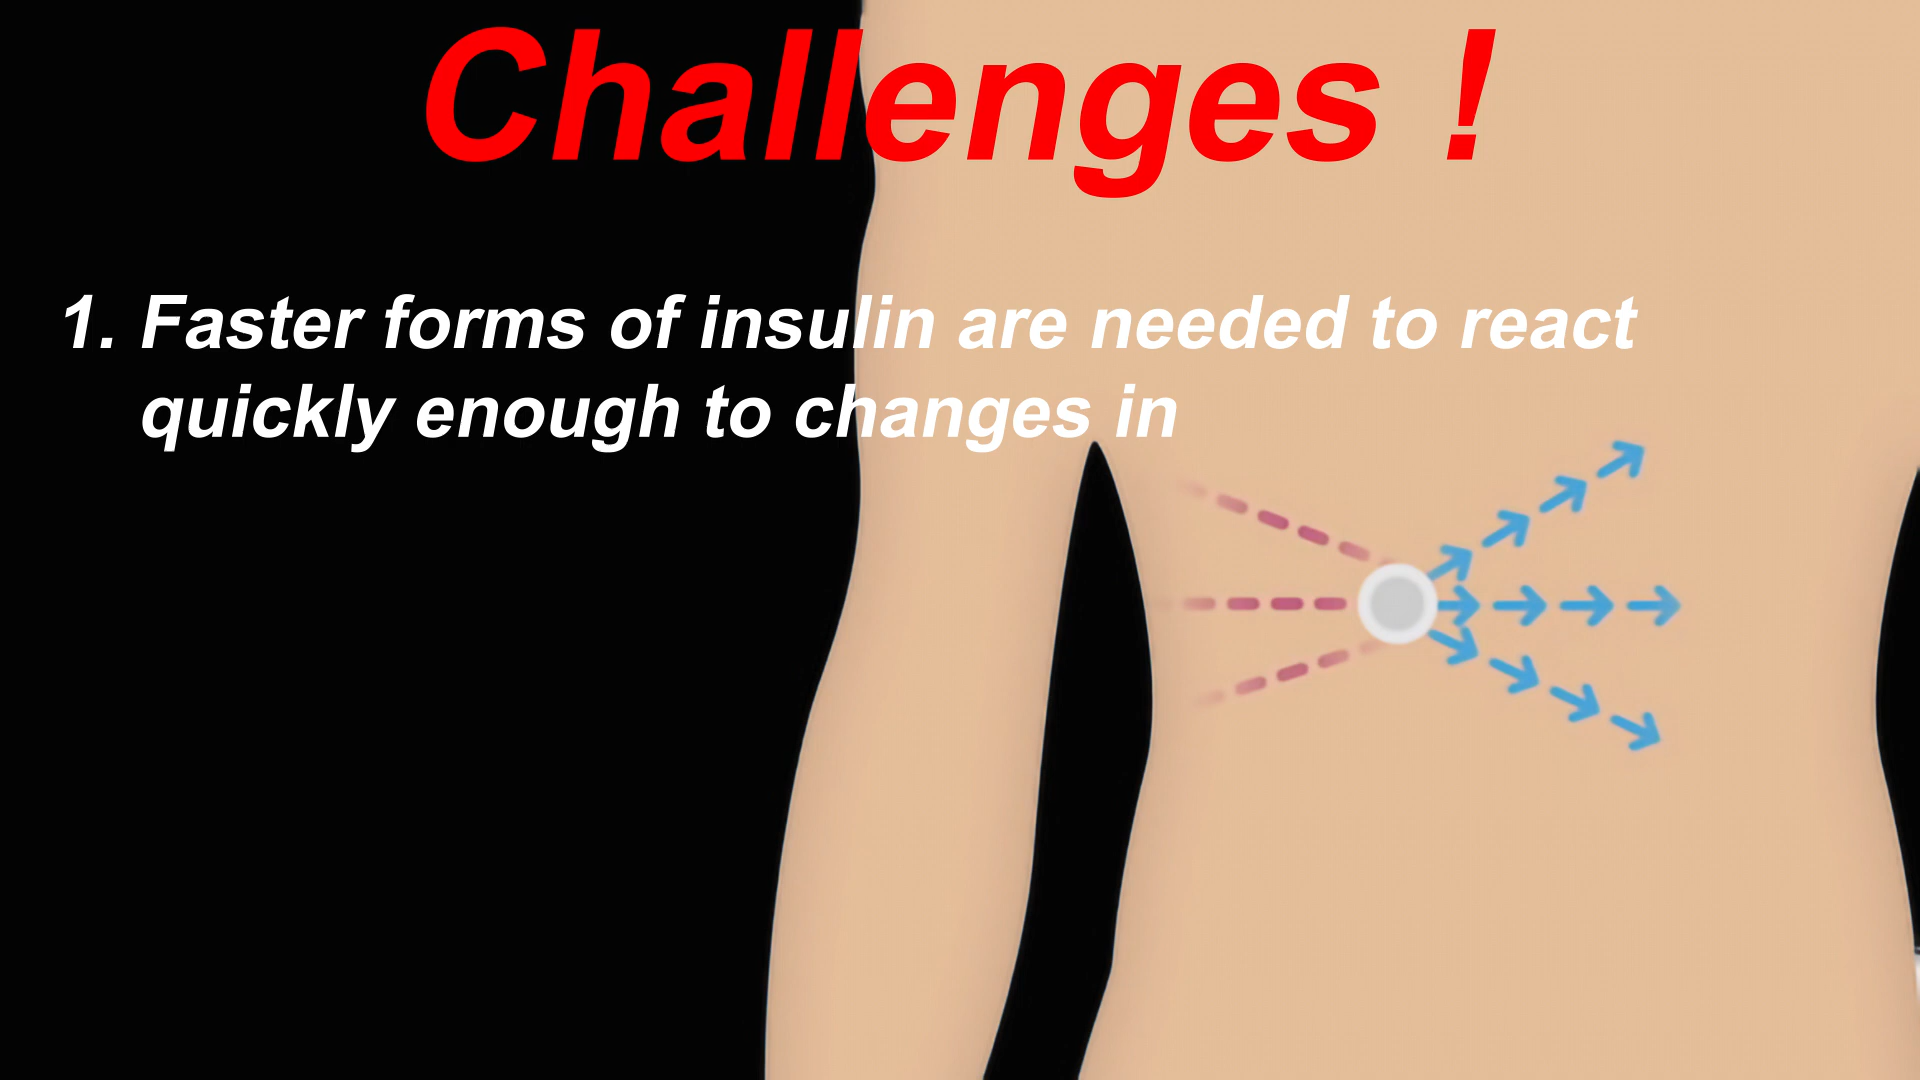 Challenges !
1. Faster forms of insulin are needed to react
quickly enough to changes in